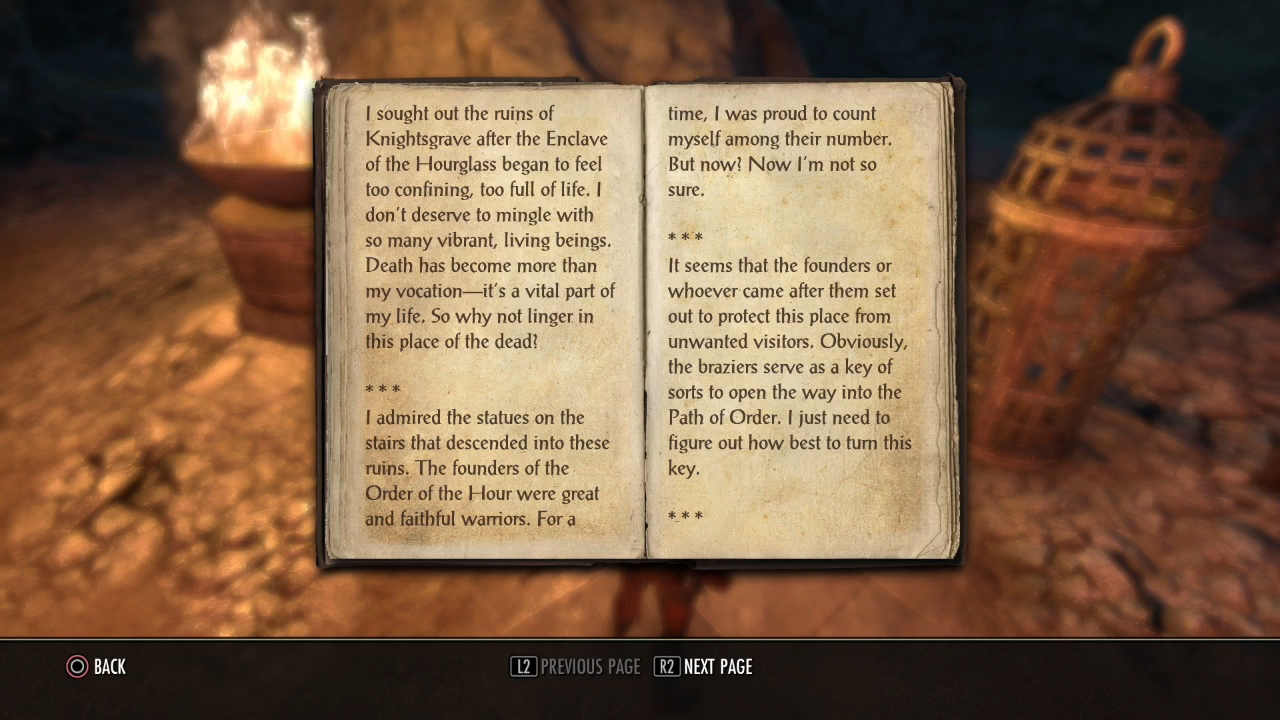 I sought out the ruins of
Knightsgrave after the Enclave
of the Hourglass began to feel
too confining, too full of life. I
don't deserve to mingle with
so many vibrant, living beings.
Death has become more than
my vocation—it's a vital part of
my life. So why not linger in
this place of the dead?
* * *
I admired the statues on the
stairs that descended into these
ruins. The founders of the
Order of the Hour were great
and faithful warriors. For a
time, I was proud to count
myself among their number.
But now? Now I'm not so
sure.
* * *
It seems that the founders or
whoever came after them set
out to protect this place from
unwanted visitors. Obviously,
the braziers serve as a key of
sorts to open the way into the
Path of Order. I just need to
figure out how best to turn this
key.
* * *
BACK
L2 PREVIOUS PAGE R2 NEXT PAGE